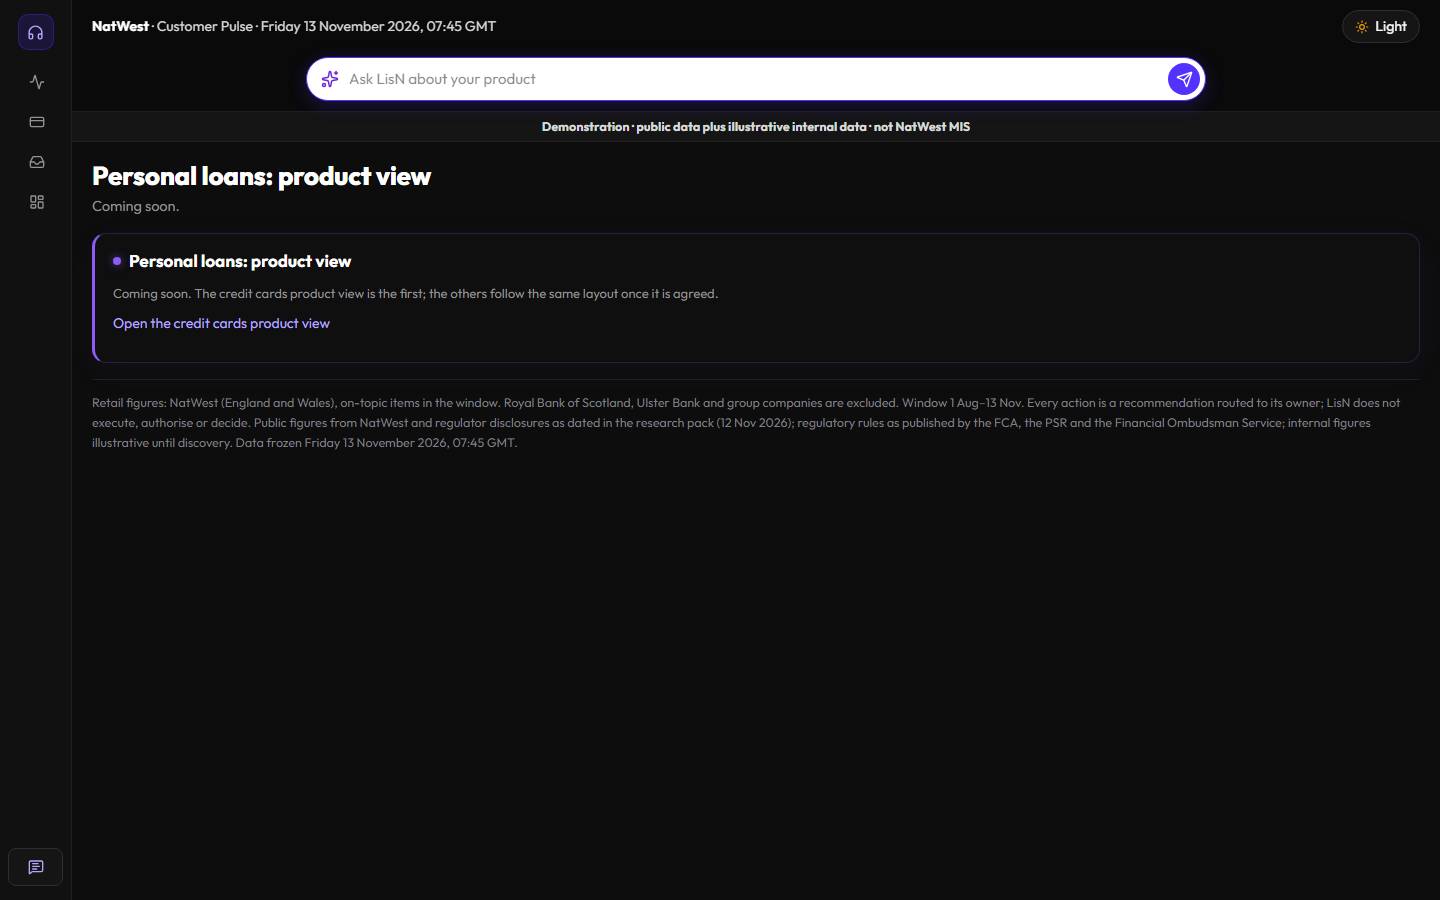 NatWest · Customer Pulse · Friday 13 November 2026, 07:45 GMT
Light
Ask LisN about your product
Demonstration · public data plus illustrative internal data · not NatWest MIS
Personal loans: product view
Coming soon.
Personal loans: product view
Coming soon. The credit cards product view is the first; the others follow the same layout once it is agreed.
Open the credit cards product view
Retail figures: NatWest (England and Wales), on-topic items in the window. Royal Bank of Scotland, Ulster Bank and group companies are excluded. Window 1 Aug–13 Nov. Every action is a recommendation routed to its owner; LisN does not
execute, authorise or decide. Public figures from NatWest and regulator disclosures as dated in the research pack (12 Nov 2026); regulatory rules as published by the FCA, the PSR and the Financial Ombudsman Service; internal figures
illustrative until discovery. Data frozen Friday 13 November 2026, 07:45 GMT.